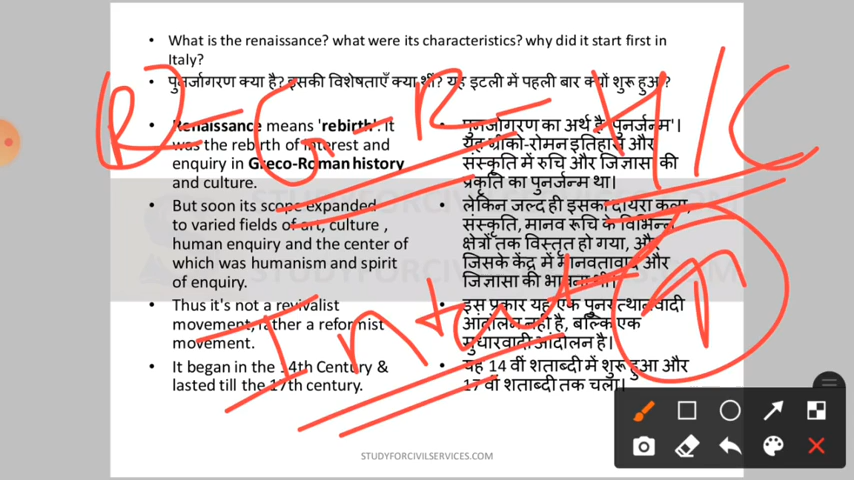 What is the renaissance? what were its characteristics? why did it start first in
Italy?
पुनर्जागरण क्या है? इसकी विशेषताएँ क्या थीं? यह इटली में पहली बार क्यों शुरू हुआ?
Renaissance means 'rebirth'. It
was the rebirth of interest and
enquiry in Greco-Roman history
and culture.
But soon its scope expanded
to varied fields of art, culture ,
human enquiry and the center of
which was humanism and spirit
of enquiry.
Thus it's not a revivalist
movement, rather a reformist
movement.
It began in the 14th Century &
lasted till the 17th century.
पुनर्जागरण का अर्थ है 'पुनर्जन्म'।
यह ग्रीको-रोमन इतिहास और
संस्कृति में रुचि और जिज्ञासा की
प्रकृति का पुनर्जन्म था।
लेकिन जल्द ही इसका दायरा कला,
संस्कृति, मानव रूचि के विभिन्न
क्षेत्रों तक विस्तृत हो गया, और
जिसके केंद्र में मानवतावाद और
जिज्ञासा की भावना थी।
इस प्रकार यह एक पुनरुत्थानवादी
आंदोलन नहीं है, बल्कि एक
सुधारवादी आंदोलन है।
यह 14 वीं शताब्दी में शुरू हुआ और
17 वीं शताब्दी तक चला।
R - G - R - H/C
STUDYFORCIVILSERVICES.COM